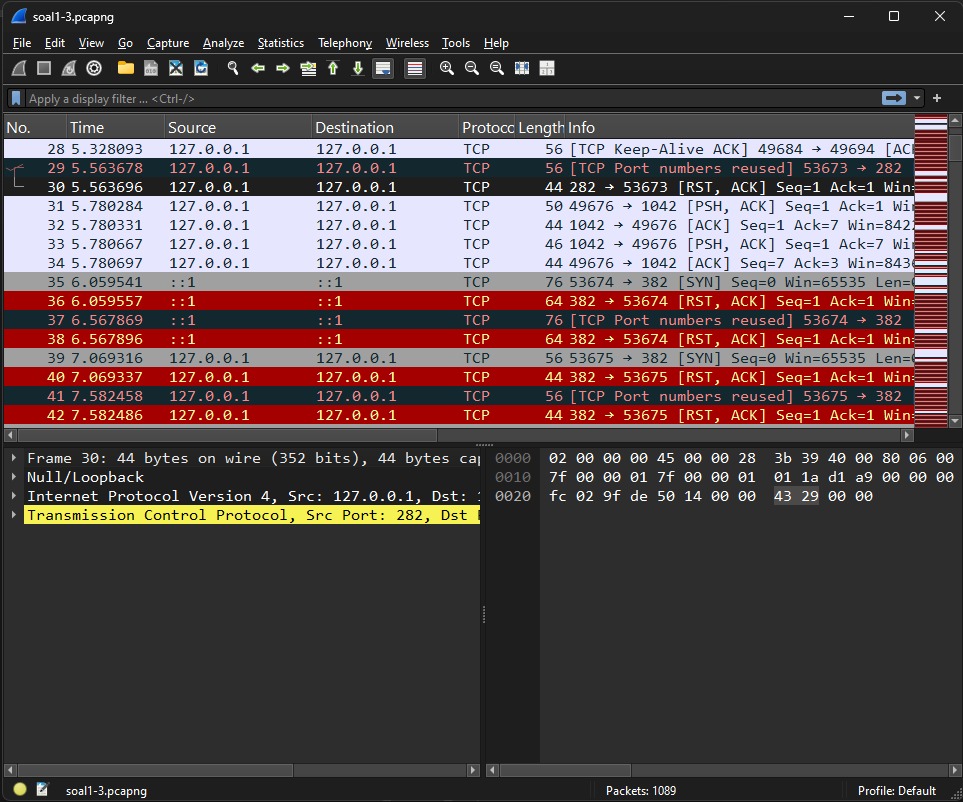 soal1-3.pcapng
File Edit View Go Capture Analyze Statistics Telephony Wireless Tools Help
Apply a display filter ... <Ctrl-/>
No. Time Source Destination Protoco Length Info
28 5.328093 127.0.0.1 127.0.0.1 TCP 56 [TCP Keep-Alive ACK] 49684 → 49694 [ACK
29 5.563678 127.0.0.1 127.0.0.1 TCP 56 [TCP Port numbers reused] 53673 → 282
30 5.563696 127.0.0.1 127.0.0.1 TCP 44 282 → 53673 [RST, ACK] Seq=1 Ack=1 Win=
31 5.780284 127.0.0.1 127.0.0.1 TCP 50 49676 → 1042 [PSH, ACK] Seq=1 Ack=1 Win
32 5.780331 127.0.0.1 127.0.0.1 TCP 44 1042 → 49676 [ACK] Seq=1 Ack=7 Win=8422
33 5.780667 127.0.0.1 127.0.0.1 TCP 46 1042 → 49676 [PSH, ACK] Seq=1 Ack=7 Win
34 5.780697 127.0.0.1 127.0.0.1 TCP 44 49676 → 1042 [ACK] Seq=7 Ack=3 Win=8436
35 6.059541 ::1 ::1 TCP 76 53674 → 382 [SYN] Seq=0 Win=65535 Len=0
36 6.059557 ::1 ::1 TCP 64 382 → 53674 [RST, ACK] Seq=1 Ack=1 Win=
37 6.567869 ::1 ::1 TCP 76 [TCP Port numbers reused] 53674 → 382
38 6.567896 ::1 ::1 TCP 64 382 → 53674 [RST, ACK] Seq=1 Ack=1 Win=
39 7.069316 127.0.0.1 127.0.0.1 TCP 56 53675 → 382 [SYN] Seq=0 Win=65535 Len=0
40 7.069337 127.0.0.1 127.0.0.1 TCP 44 382 → 53675 [RST, ACK] Seq=1 Ack=1 Win=
41 7.582458 127.0.0.1 127.0.0.1 TCP 56 [TCP Port numbers reused] 53675 → 382
42 7.582486 127.0.0.1 127.0.0.1 TCP 44 382 → 53675 [RST, ACK] Seq=1 Ack=1 Win=
Frame 30: 44 bytes on wire (352 bits), 44 bytes cap
Null/Loopback
Internet Protocol Version 4, Src: 127.0.0.1, Dst: 1
Transmission Control Protocol, Src Port: 282, Dst P
0000 02 00 00 00 45 00 00 28 3b 39 40 00 80 06 00
0010 7f 00 00 01 7f 00 00 01 01 1a d1 a9 00 00 00
0020 fc 02 9f de 50 14 00 00 43 29 00 00
soal1-3.pcapng
Packets: 1089
Profile: Default